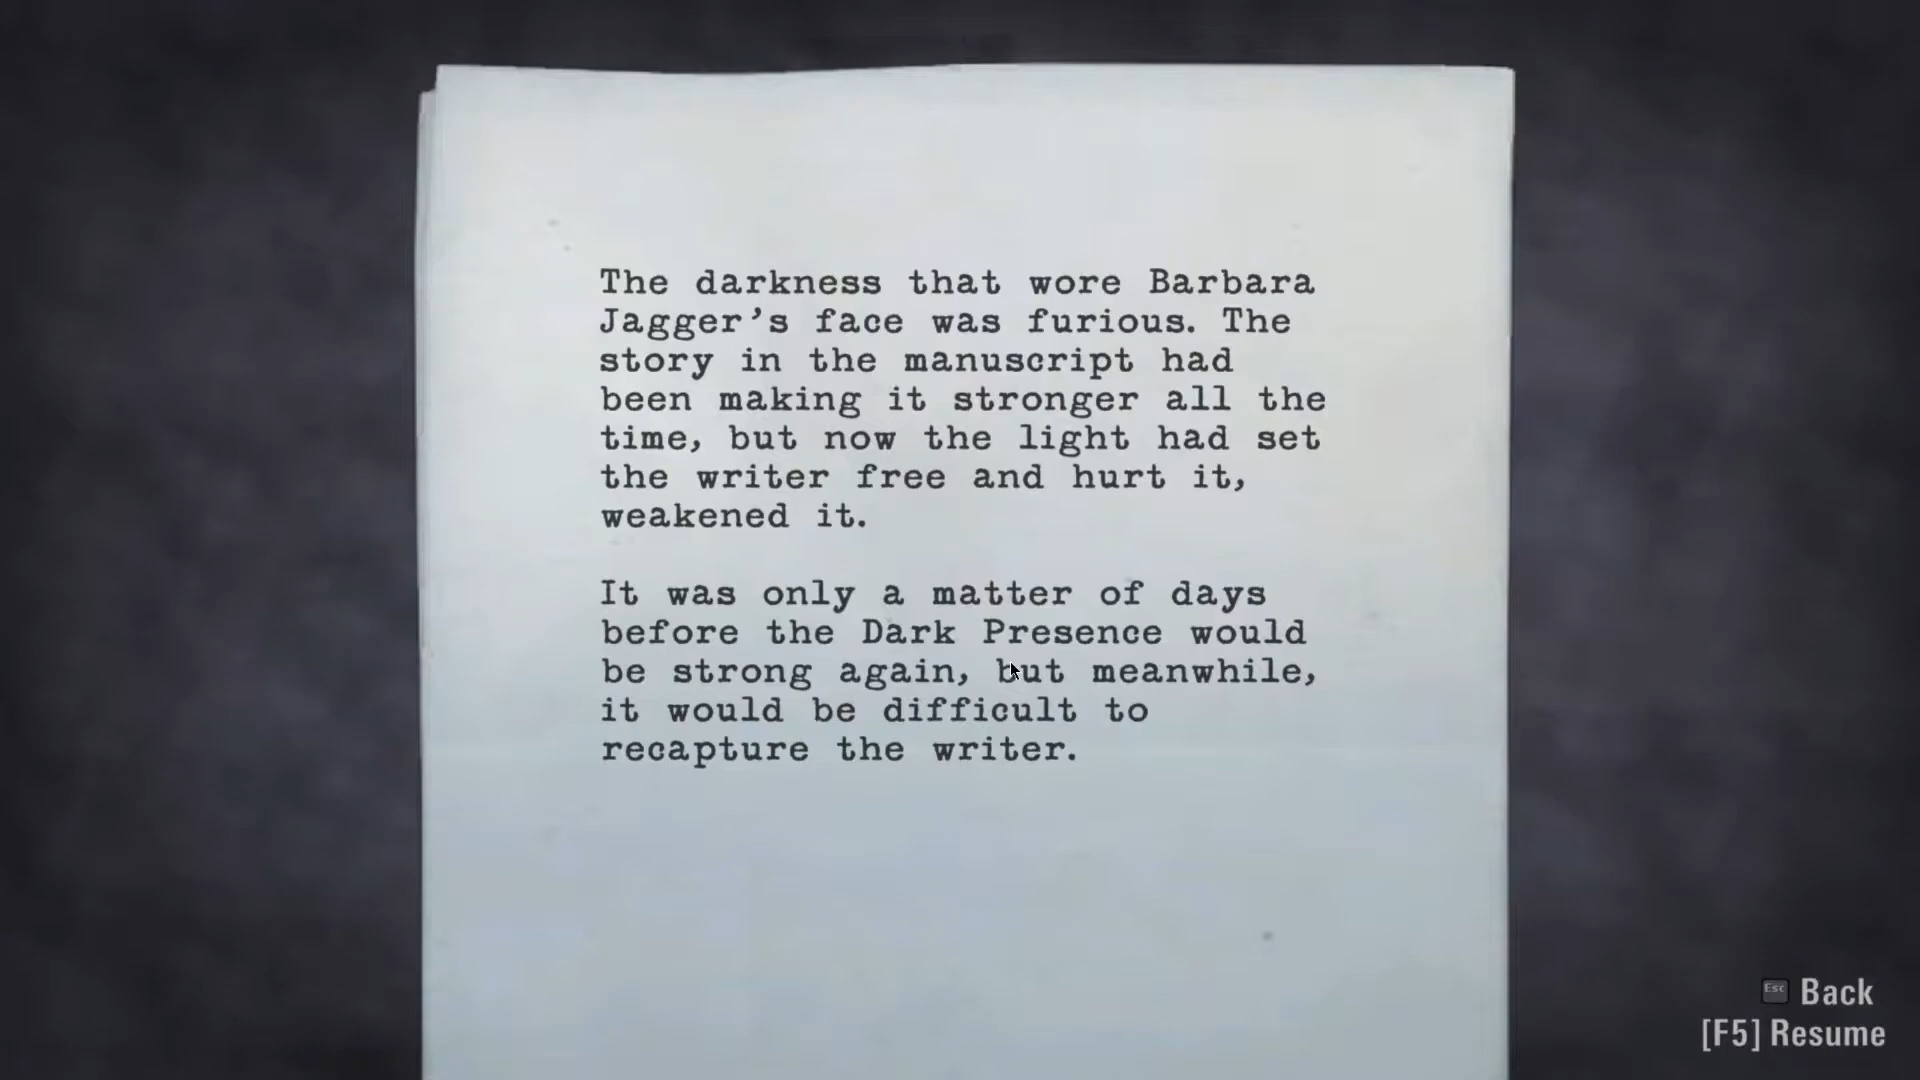 The darkness that wore Barbara
Jagger's face was furious. The
story in the manuscript had
been making it stronger all the
time, but now the light had set
the writer free and hurt it,
weakened it.
It was only a matter of days
before the Dark Presence would
be strong again, but meanwhile,
it would be difficult to
recapture the writer.
Esc Back
[F5] Resume